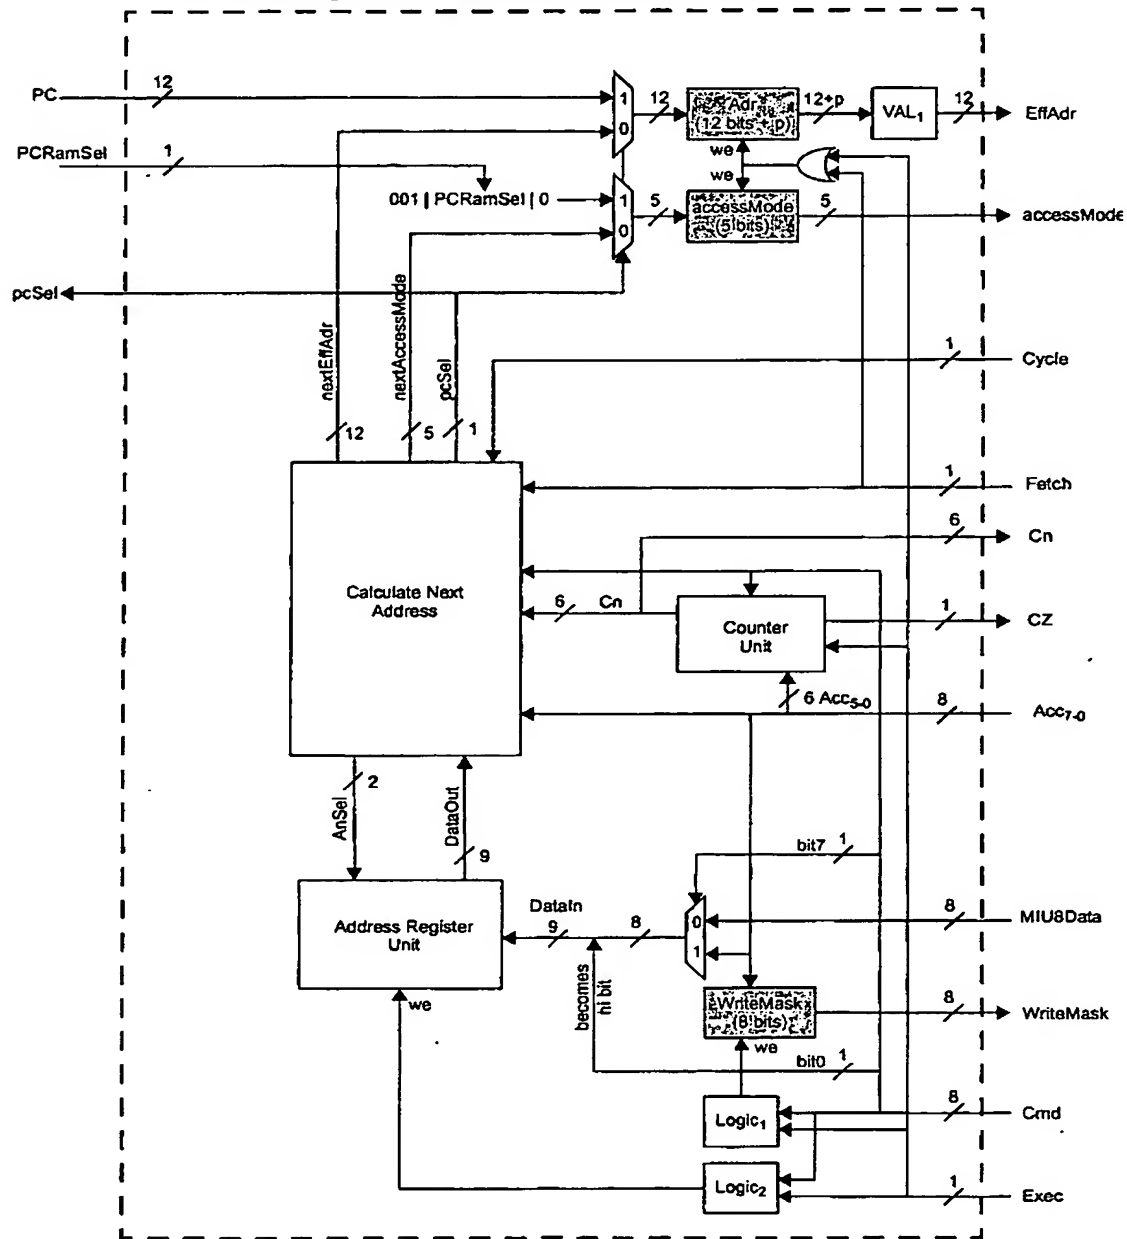 PC
12
1
0
12
EffAdr
(12 bits + p)
12+p
VAL1
12
EffAdr
PCRamSel
1
we
we
001 | PCRamSel | 0
1
0
5
accessMode
(5 bits)
5
accessMode
pcSel
nextEffAdr
nextAccessMode
pcSel
12
5
1
1
Cycle
1
Fetch
6
Cn
Calculate Next
Address
6
Cn
Counter
Unit
1
CZ
6 Acc5-0
8
Acc7-0
AnSel
2
DataOut
9
bit7
1
Address Register
Unit
DataIn
9
8
0
1
8
MIU8Data
we
becomes
hi bit
WriteMask
(8 bits)
8
WriteMask
we
bit0
1
Logic1
8
Cmd
Logic2
1
Exec